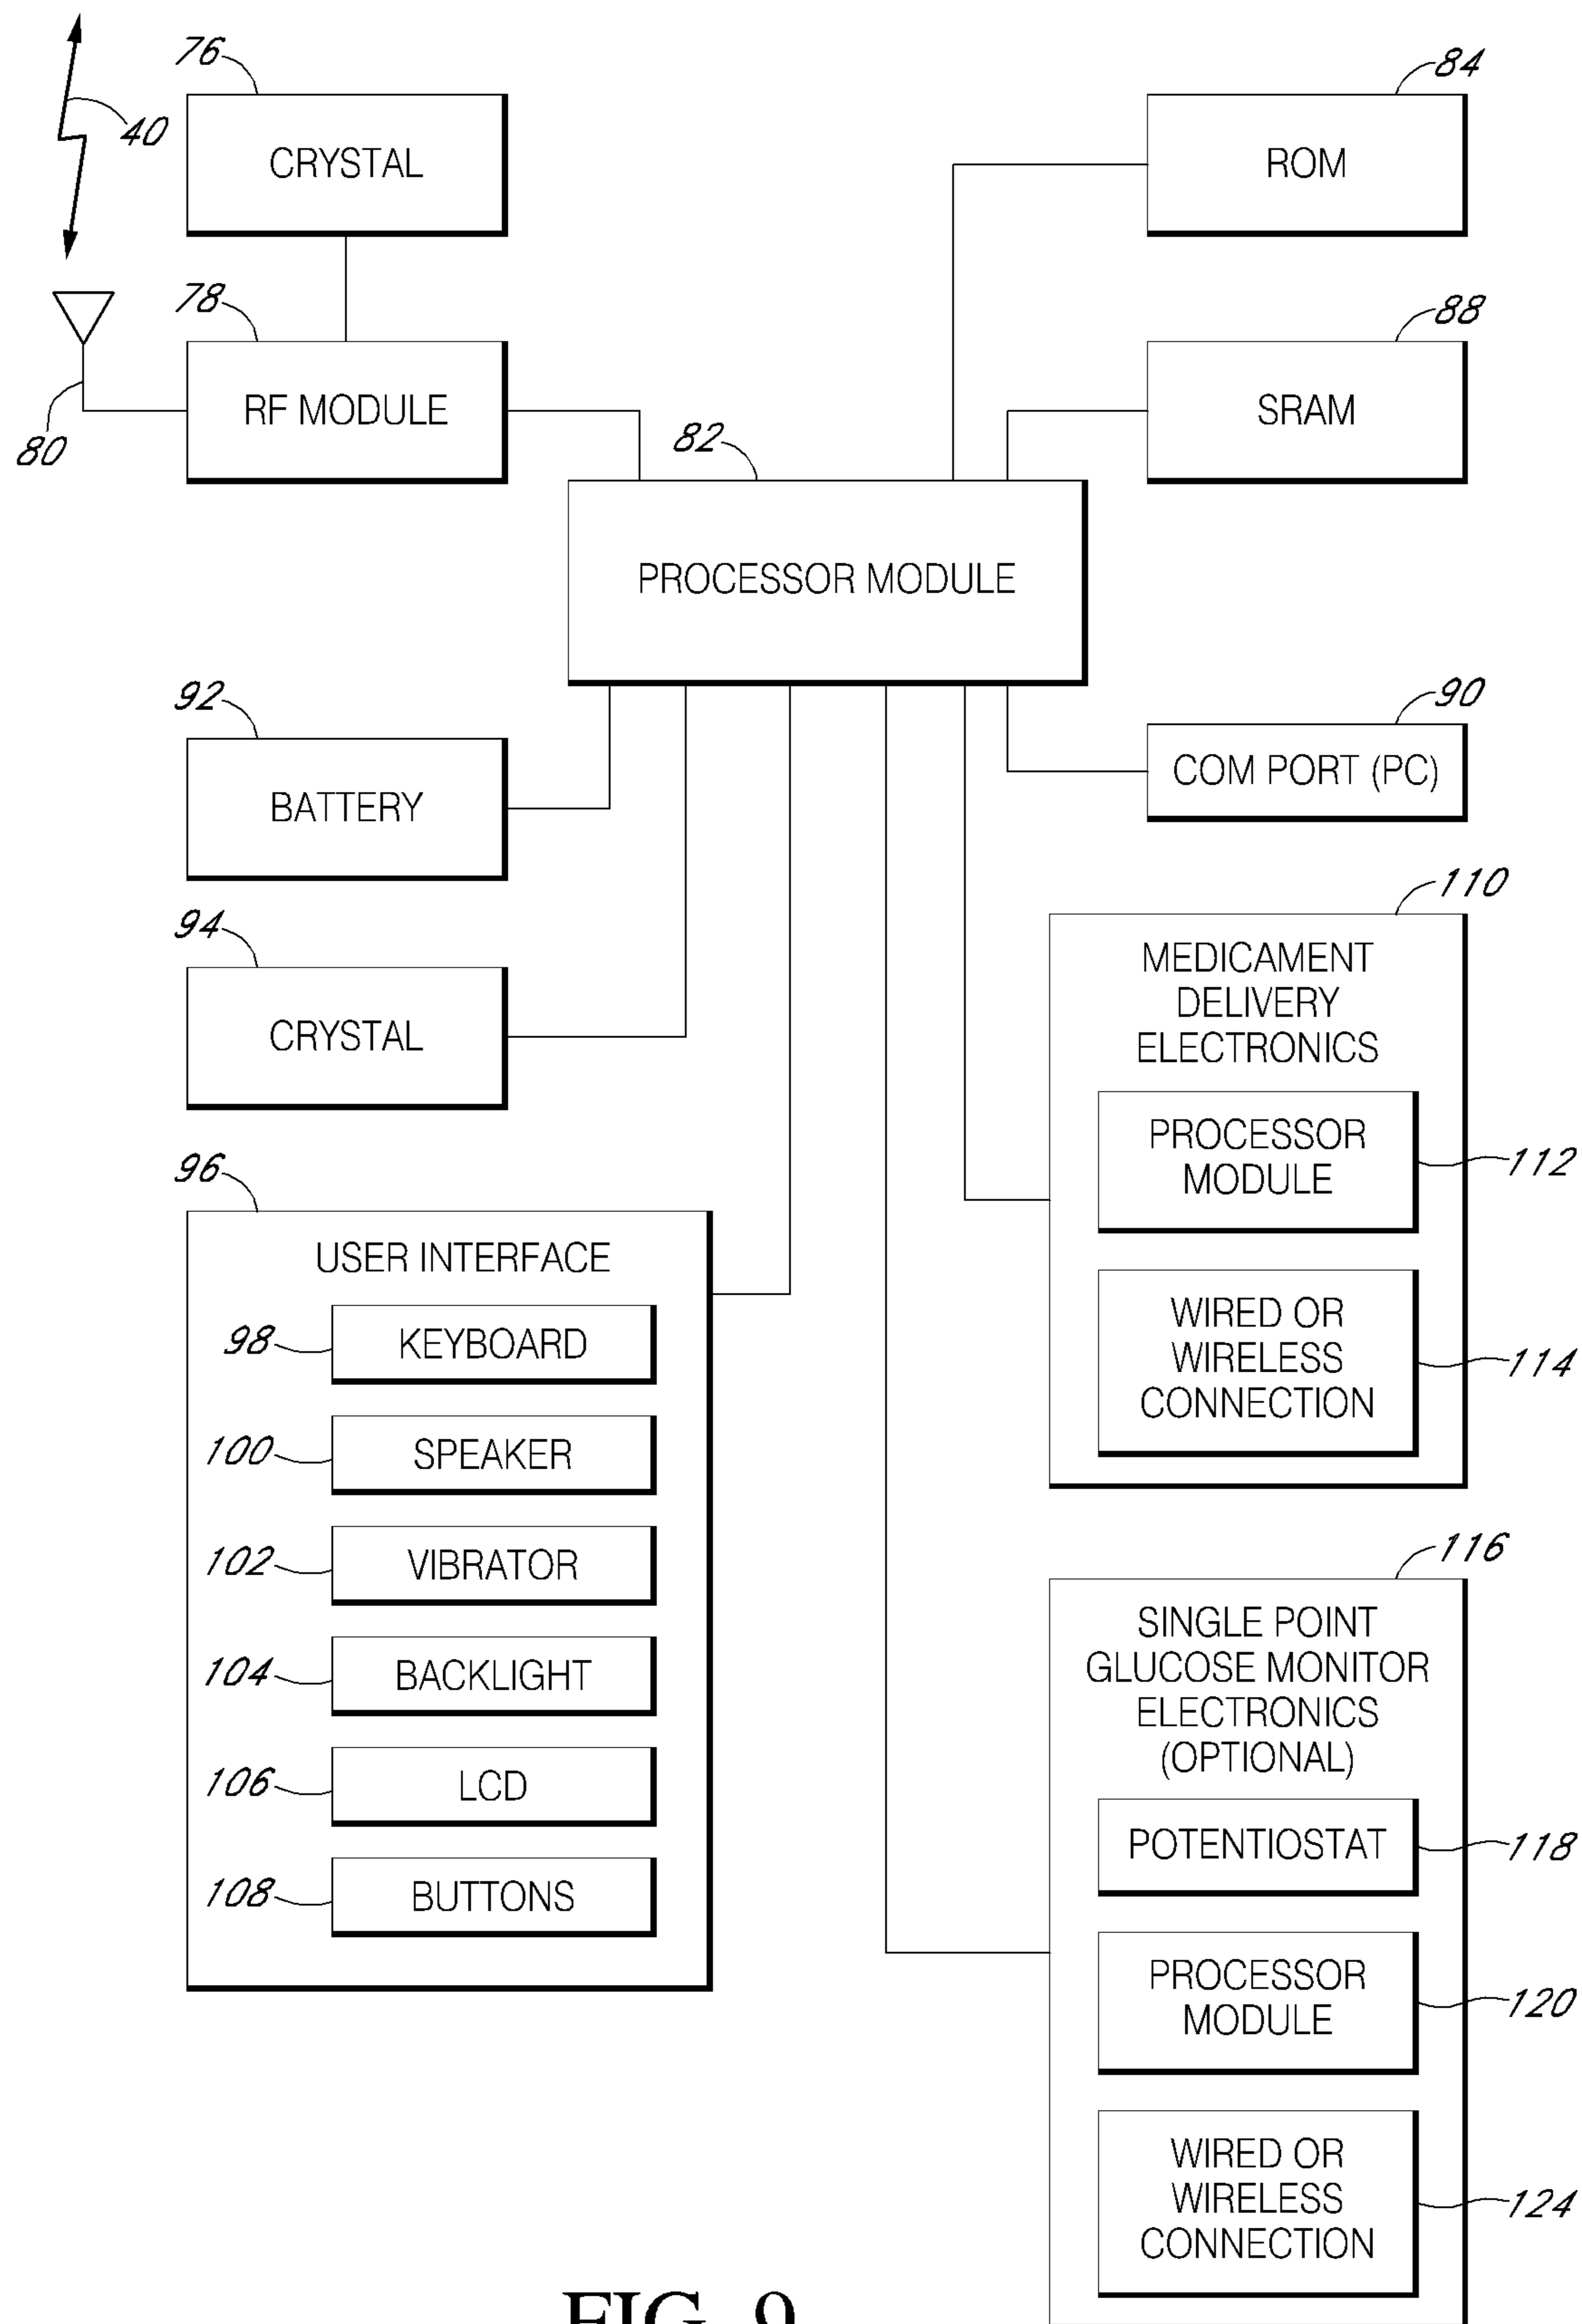 76
84
40
CRYSTAL
ROM
78
88
RF MODULE
SRAM
80
82
PROCESSOR MODULE
92
90
BATTERY
COM PORT (PC)
94
110
CRYSTAL
MEDICAMENT
DELIVERY
ELECTRONICS
PROCESSOR
MODULE
112
WIRED OR
WIRELESS
CONNECTION
114
96
USER INTERFACE
98
KEYBOARD
100
SPEAKER
102
VIBRATOR
104
BACKLIGHT
106
LCD
108
BUTTONS
116
SINGLE POINT
GLUCOSE MONITOR
ELECTRONICS
(OPTIONAL)
POTENTIOSTAT
118
PROCESSOR
MODULE
120
WIRED OR
WIRELESS
CONNECTION
124
FIG. 9